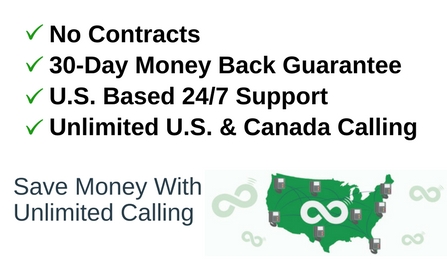 No Contracts
30-Day Money Back Guarantee
U.S. Based 24/7 Support
Unlimited U.S. & Canada Calling
Save Money With
Unlimited Calling